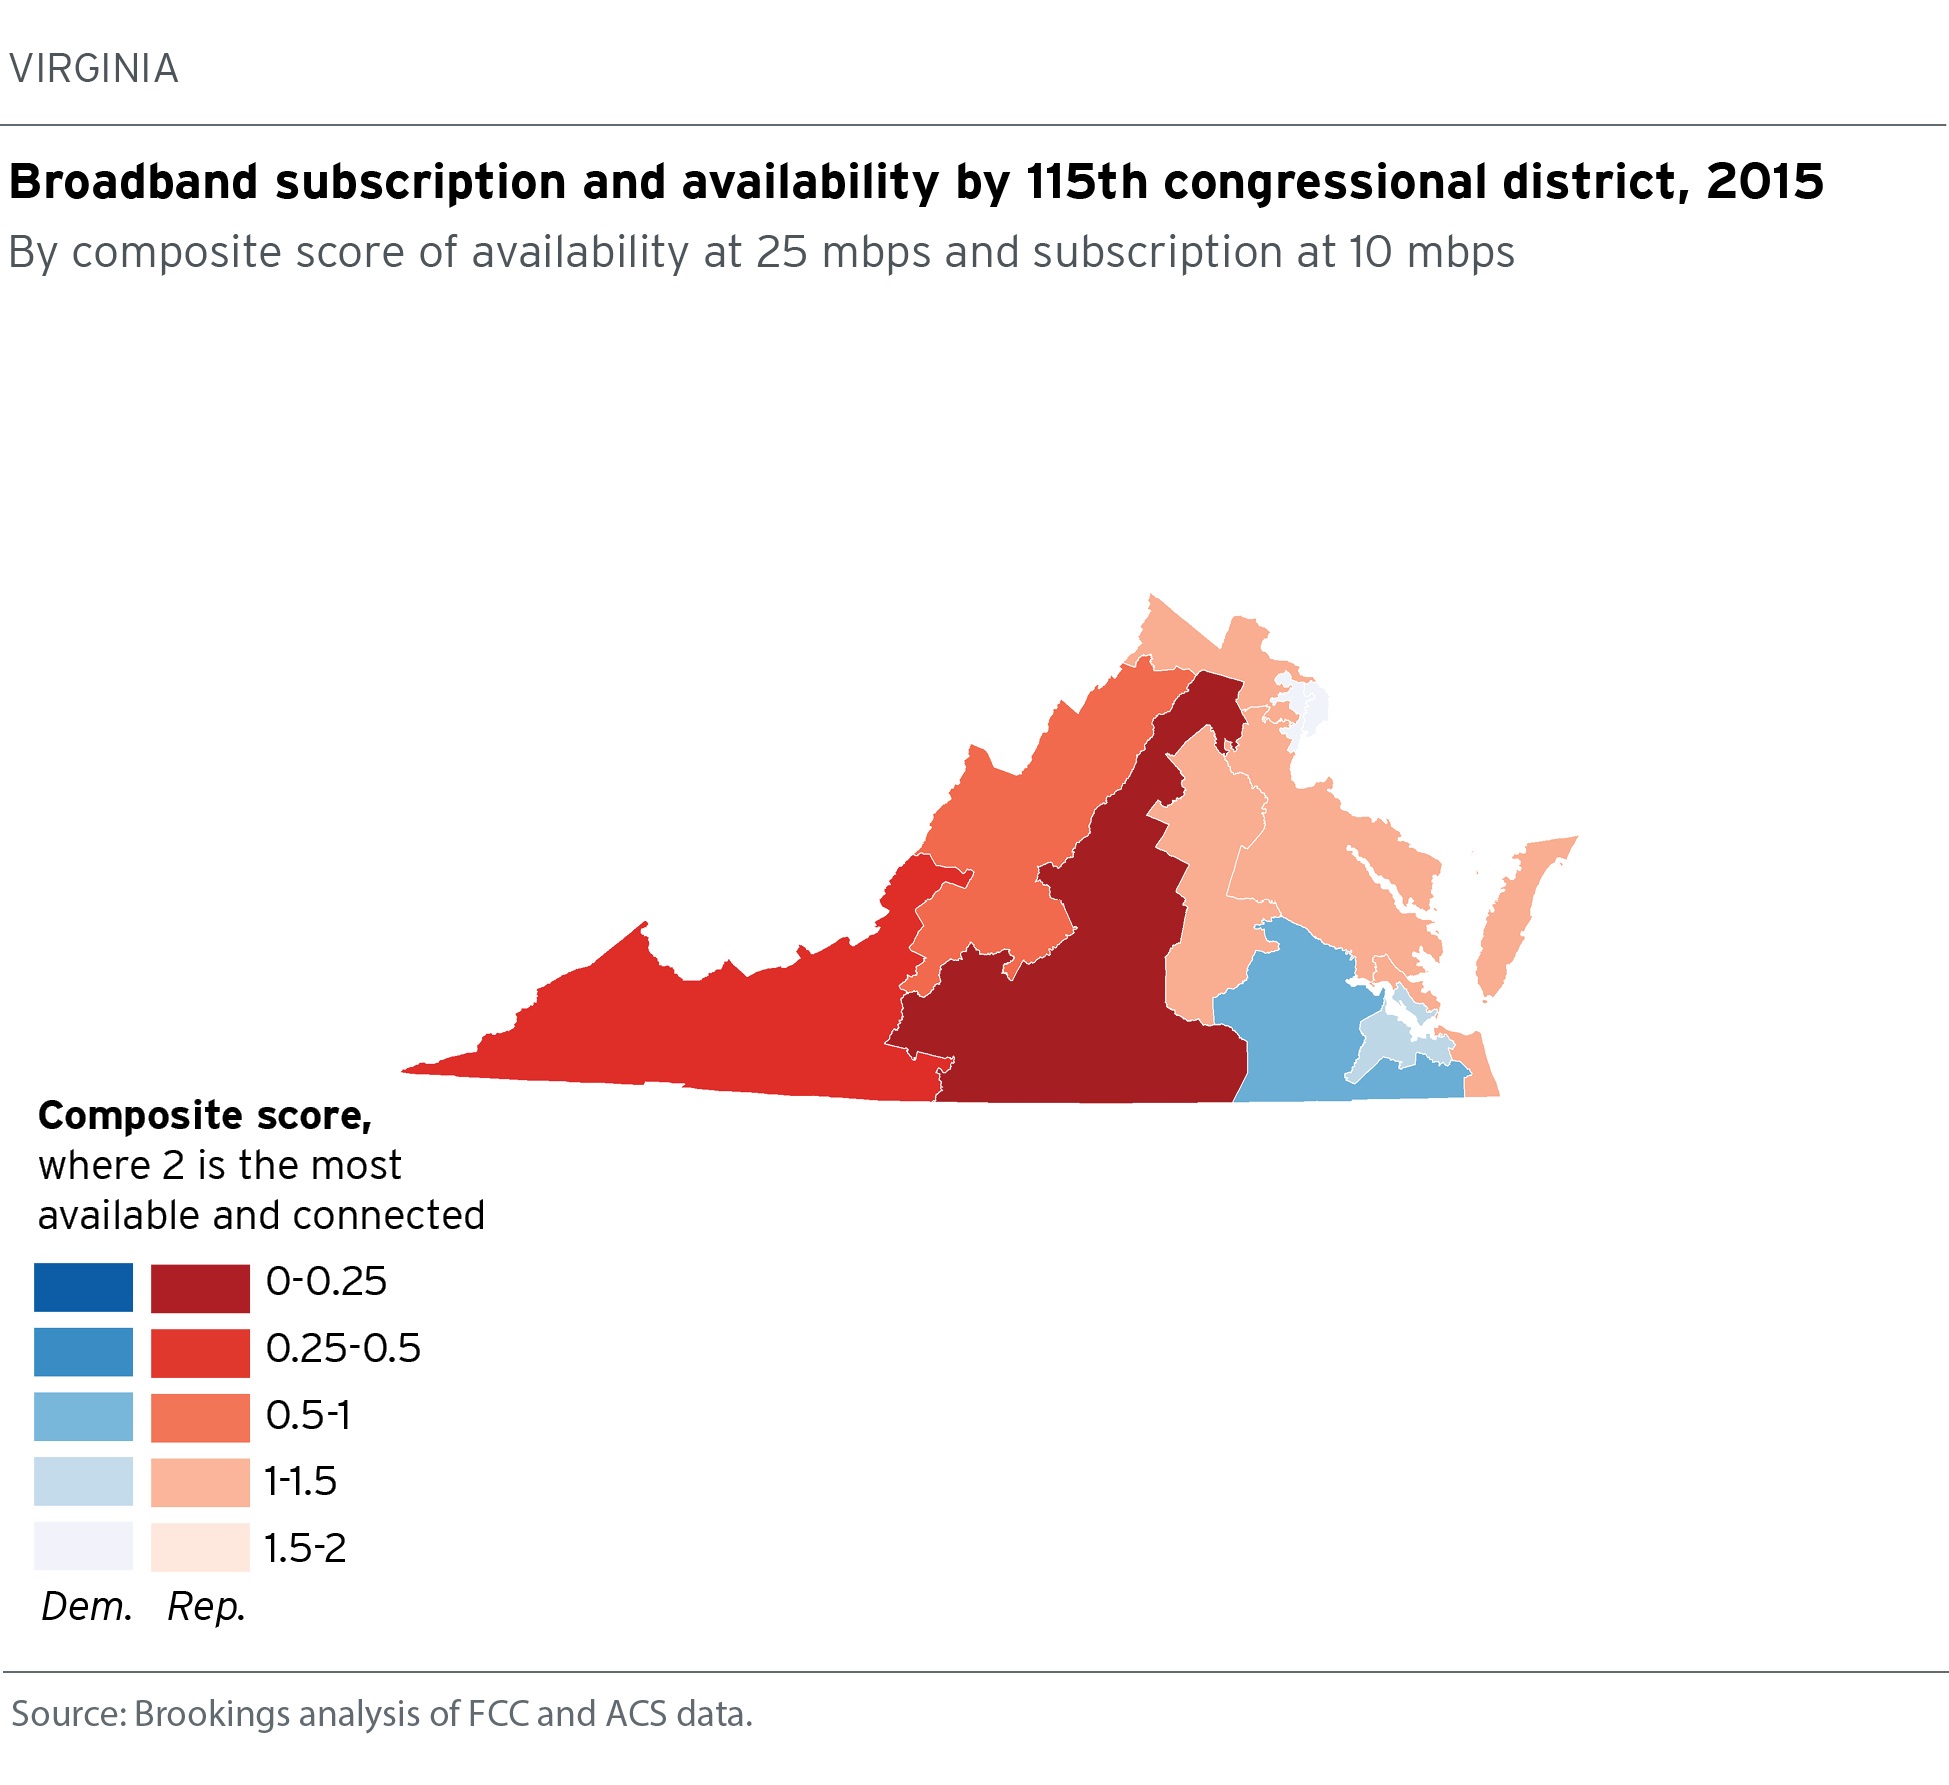 VIRGINIA
Broadband subscription and availability by 115th congressional district, 2015
By composite score of availability at 25 mbps and subscription at 10 mbps
Composite score,
where 2 is the most
available and connected
0-0.25
0.25-0.5
0.5-1
1-1.5
1.5-2
Dem. Rep.
Source: Brookings analysis of FCC and ACS data.